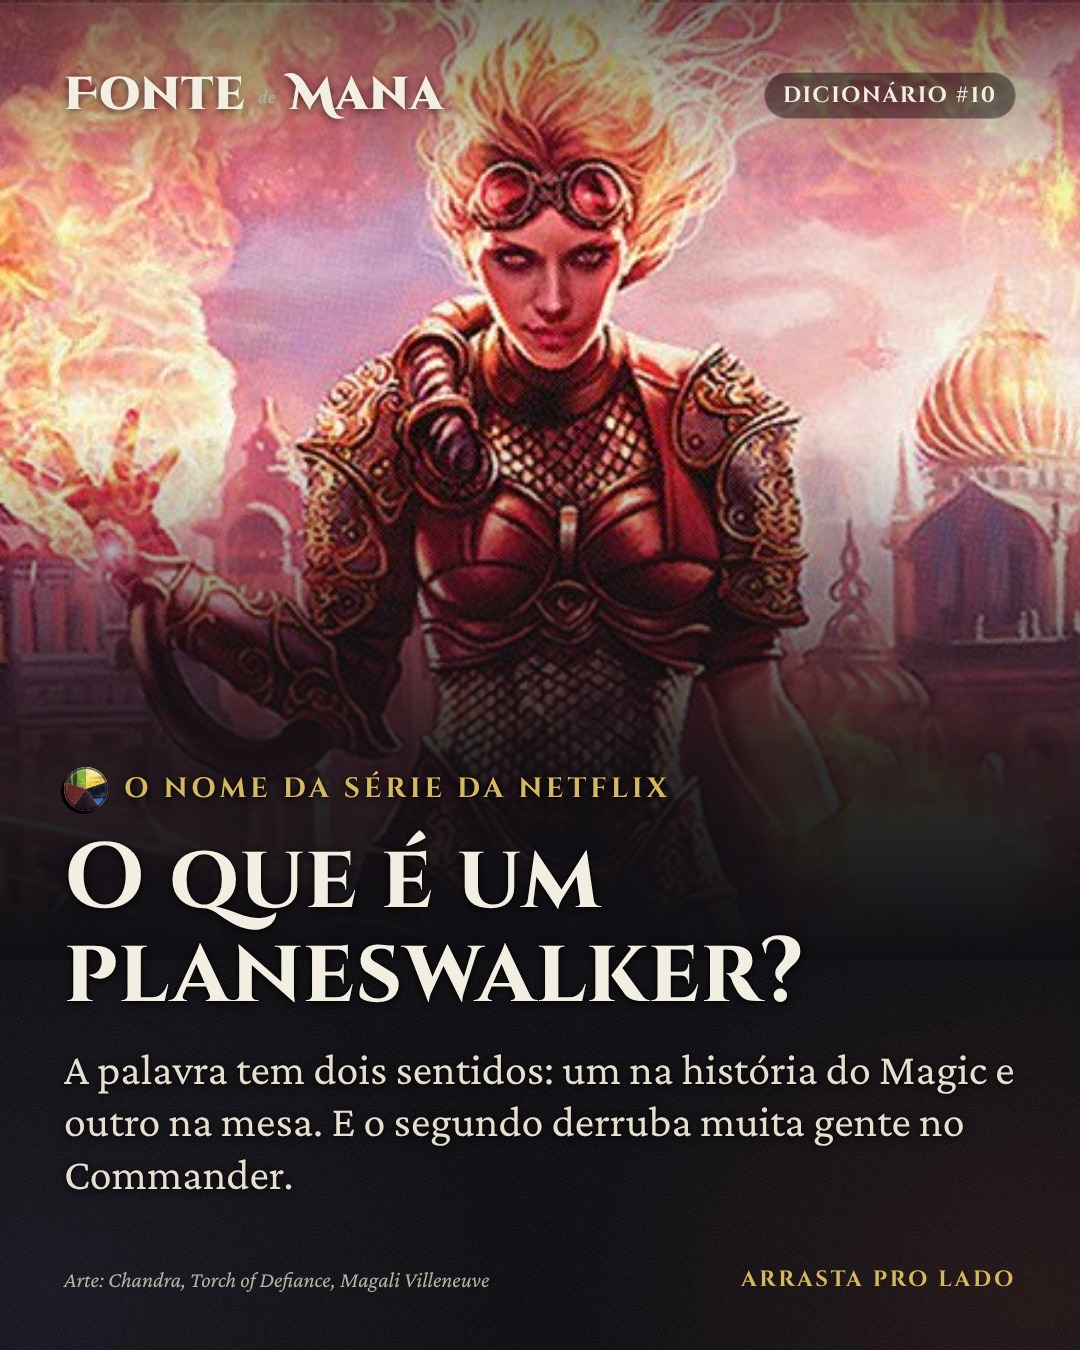 FONTE de MANA
DICIONÁRIO #10
O NOME DA SÉRIE DA NETFLIX
O QUE É UM
PLANESWALKER?
A palavra tem dois sentidos: um na história do Magic e
outro na mesa. E o segundo derruba muita gente no
Commander.
Arte: Chandra, Torch of Defiance, Magali Villeneuve
ARRASTA PRO LADO